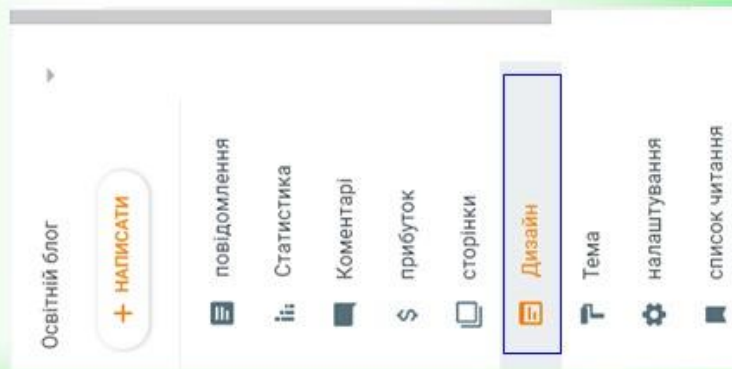 Освітній блог
+ НАПИСАТИ
повідомлення
Статистика
Коментарі
прибуток
сторінки
Дизайн
Тема
налаштування
список читання